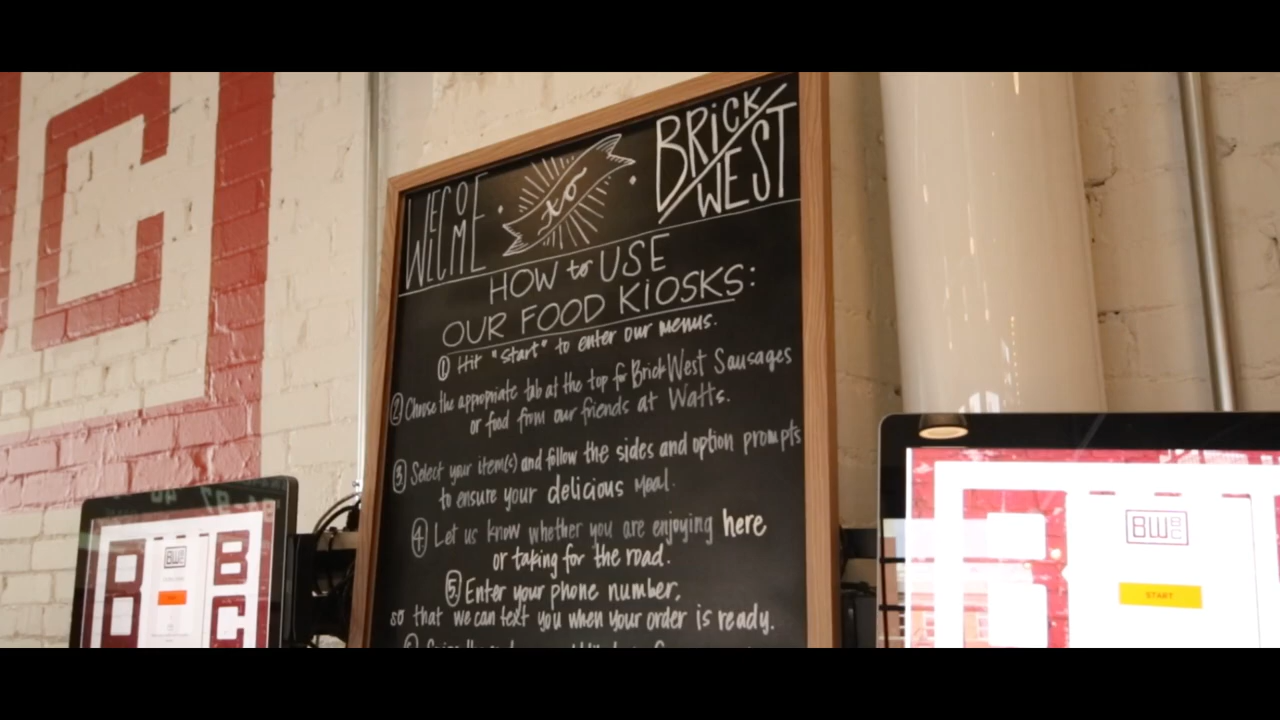 WELCOME
XO
BRICK WEST
HOW to USE
OUR FOOD KIOSKS:
① Hit "Start" to enter our menus.
② Choose the appropriate tab at the top for BrickWest Sausages
or food from our friends at Watts.
③ Select your item(s) and follow the sides and option prompts
to ensure your delicious meal.
④ Let us know whether you are enjoying here
or taking for the road.
⑤ Enter your phone number,
so that we can text you when your order is ready.
BWBC
B
C
BWBC
START
C